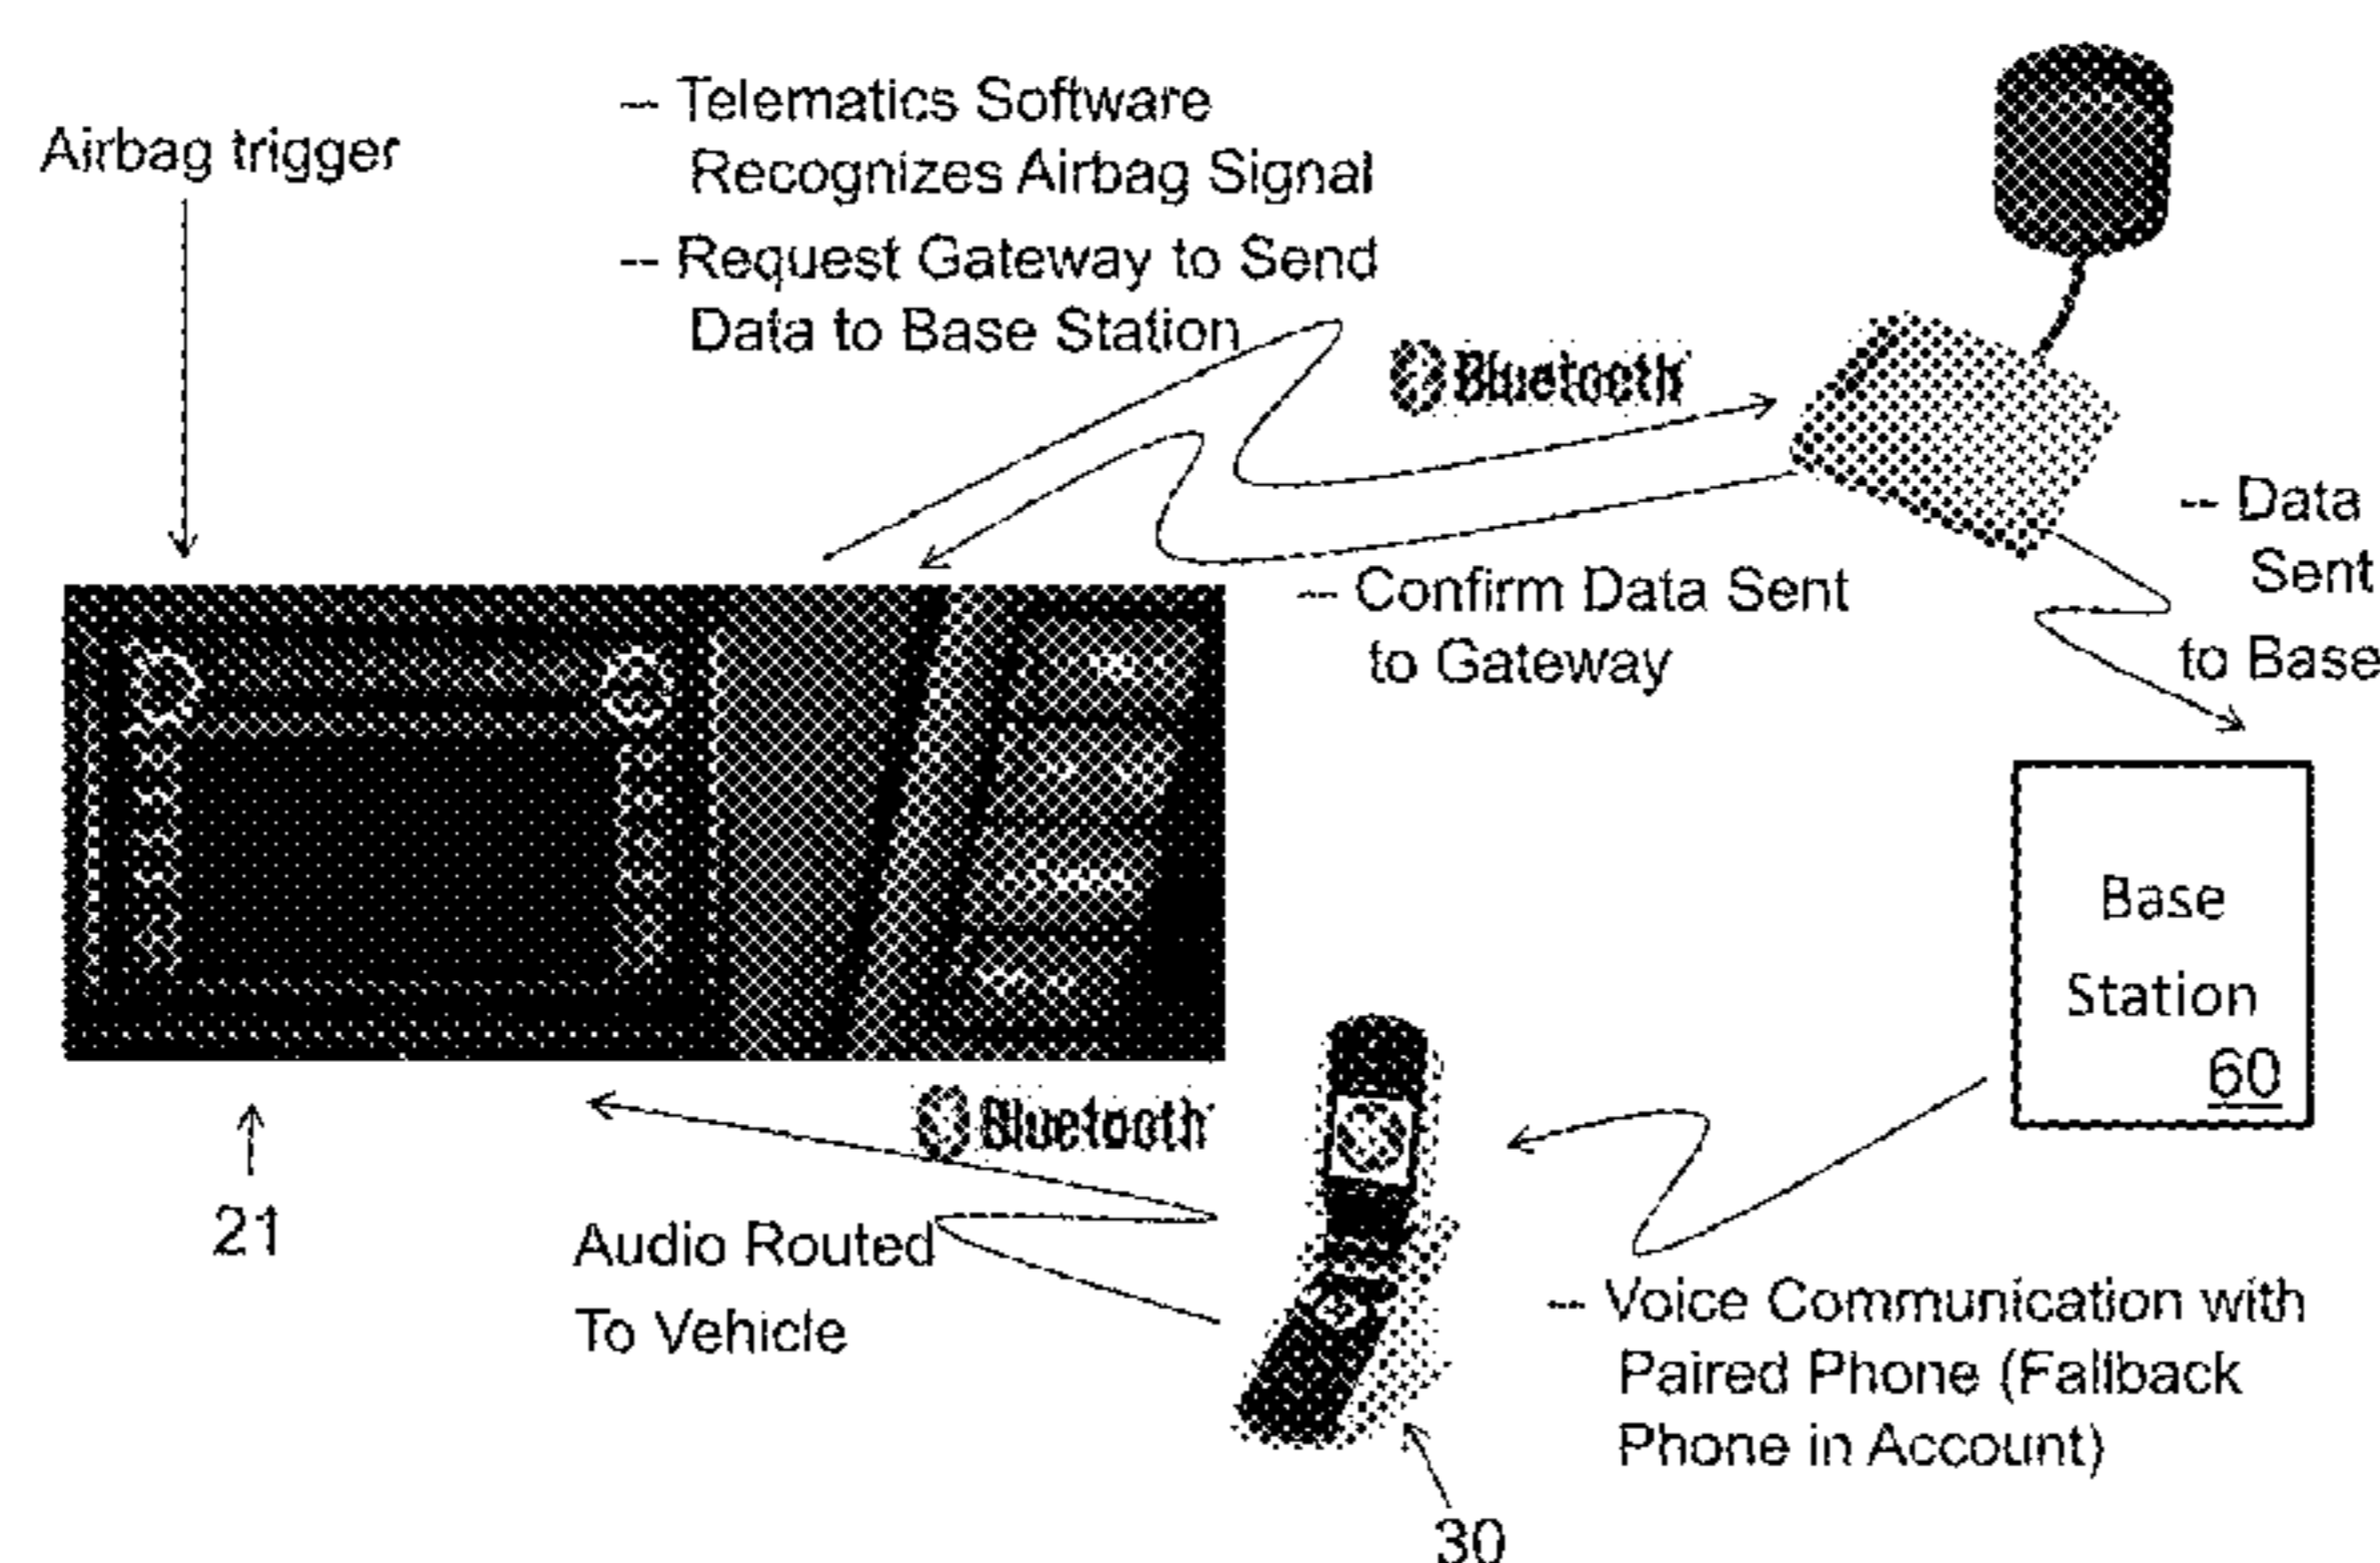 Airbag trigger
-- Telematics Software
Recognizes Airbag Signal
-- Request Gateway to Send
Data to Base Station
Bluetooth
-- Data
Sent
to Base
-- Confirm Data Sent
to Gateway
Base
Station
60
Bluetooth
21
Audio Routed
To Vehicle
-- Voice Communication with
Paired Phone (Fallback
Phone in Account)
30